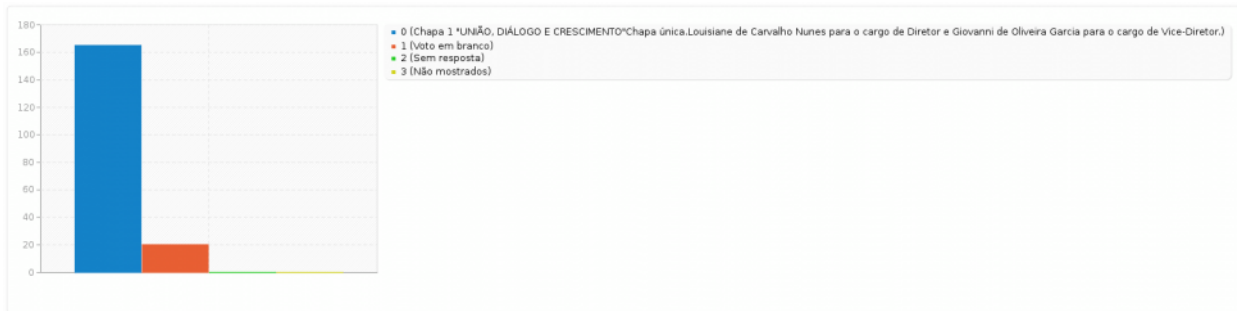 180
160
140
120
100
80
60
40
20
0
0 (Chapa 1 "UNIÃO, DIÁLOGO E CRESCIMENTO"Chapa única.Louisiane de Carvalho Nunes para o cargo de Diretor e Giovanni de Oliveira Garcia para o cargo de Vice-Diretor.)
1 (Voto em branco)
2 (Sem resposta)
3 (Não mostrados)